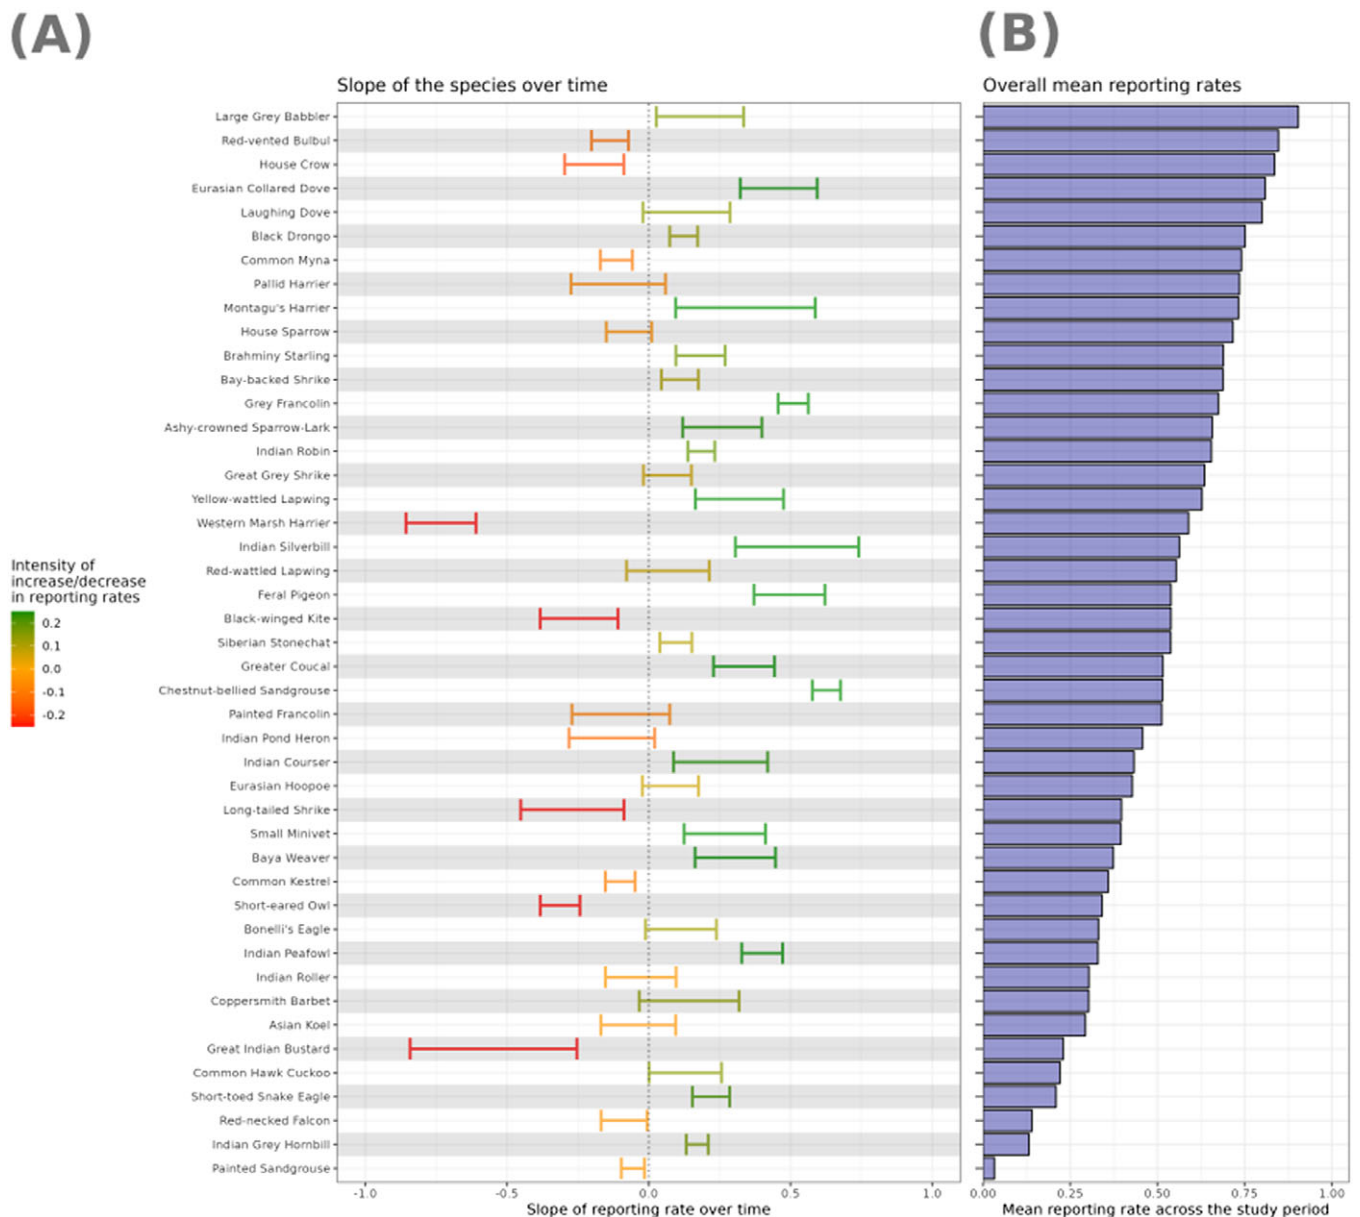 (A)
(B)
Slope of the species over time
Overall mean reporting rates
Large Grey Babbler
Red-vented Bulbul
House Crow
Eurasian Collared Dove
Laughing Dove
Black Drongo
Common Myna
Pallid Harrier
Montagu's Harrier
House Sparrow
Brahminy Starling
Bay-backed Shrike
Grey Francolin
Ashy-crowned Sparrow-Lark
Indian Robin
Great Grey Shrike
Yellow-wattled Lapwing
Western Marsh Harrier
Indian Silverbill
Red-wattled Lapwing
Feral Pigeon
Black-winged Kite
Siberian Stonechat
Greater Coucal
Chestnut-bellied Sandgrouse
Painted Francolin
Indian Pond Heron
Indian Courser
Eurasian Hoopoe
Long-tailed Shrike
Small Minivet
Baya Weaver
Common Kestrel
Short-eared Owl
Bonelli's Eagle
Indian Peafowl
Indian Roller
Coppersmith Barbet
Asian Koel
Great Indian Bustard
Common Hawk Cuckoo
Short-toed Snake Eagle
Red-necked Falcon
Indian Grey Hornbill
Painted Sandgrouse
Intensity of
increase/decrease
in reporting rates
0.2
0.1
0.0
-0.1
-0.2
-1.0 -0.5 0.0 0.5 1.0
Slope of reporting rate over time
0.00 0.25 0.50 0.75 1.00
Mean reporting rate across the study period